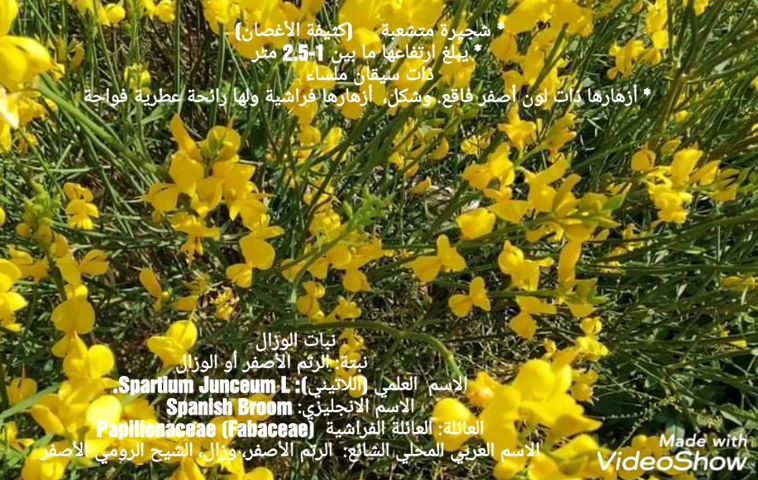 * شجيرة متشعبة (كثيفة الأغصان)
* يبلغ ارتفاعها ما بين 1-2.5 متر
ذات سيقان ملساء
* أزهارها ذات لون أصفر فاقع. وشكل، أزهارها فراشية ولها رائحة عطرية فواحة
نبات الوزال
نبتة: الرتم الأصفر أو الوزال
الاسم العلمي (اللاتيني): Spartium Junceum L.
الاسم الانجليزي: Spanish Broom
العائلة: العائلة الفراشية Papilionaceae (Fabaceae)
الاسم العربي المحلي الشائع: الرتم الأصفر، وزال، الشيح الرومي الأصفر
Made with
VideoShow